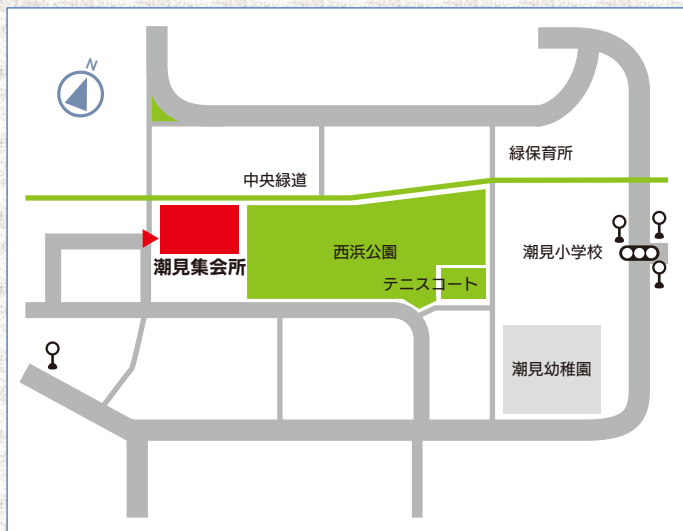 N
緑保育所
中央緑道
西浜公園
潮見小学校
潮見集会所
テニスコート
潮見幼稚園